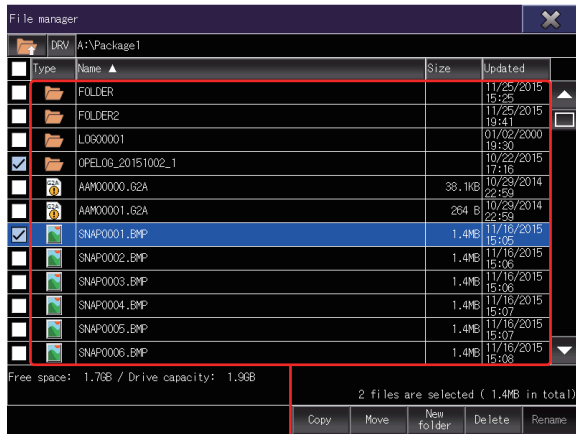 File manager
DRV A:\Package1
Type Name ▲ Size Updated
FOLDER 11/25/2015 15:25
FOLDER2 11/25/2015 19:41
LOG00001 01/02/2000 19:30
OPELOG_20151002_1 10/22/2015 17:16
G2A AAM00000.G2A 38.1KB 10/29/2014 22:59
G2A AAM00001.G2A 264 B 10/29/2014 22:59
SNAP0001.BMP 1.4MB 11/16/2015 15:05
SNAP0002.BMP 1.4MB 11/16/2015 15:06
SNAP0003.BMP 1.4MB 11/16/2015 15:06
SNAP0004.BMP 1.4MB 11/16/2015 15:07
SNAP0005.BMP 1.4MB 11/16/2015 15:07
SNAP0006.BMP 1.4MB 11/16/2015 15:08
Free space: 1.7GB / Drive capacity: 1.9GB
2 files are selected ( 1.4MB in total)
Copy Move New folder Delete Rename